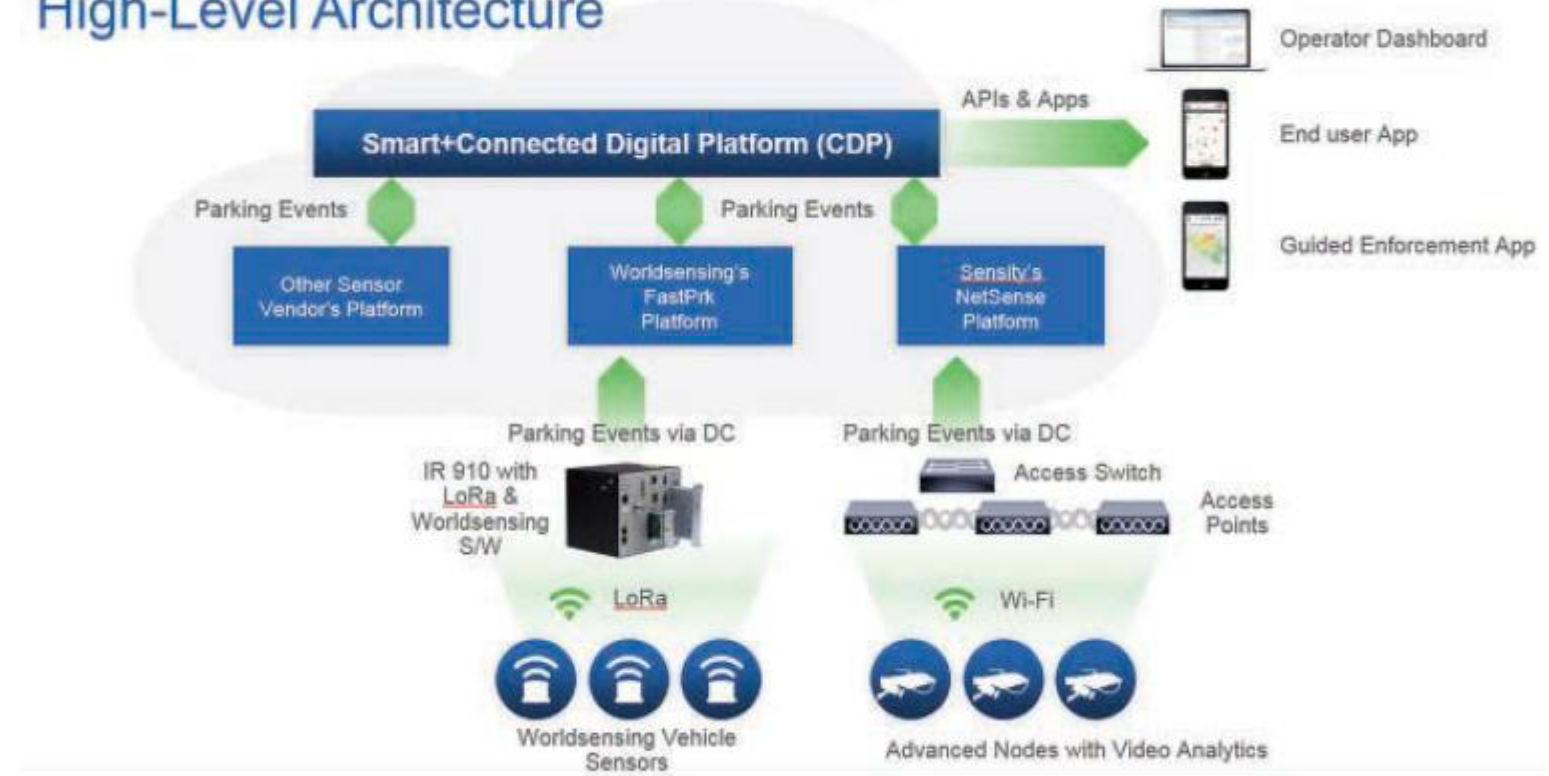 High-Level Architecture
Operator Dashboard
APIs & Apps
Smart+Connected Digital Platform (CDP)
End user App
Parking Events
Parking Events
Guided Enforcement App
Other Sensor
Vendor's Platform
Worldsensing's
FastPrk
Platform
Sensity's
NetSense
Platform
Parking Events via DC
Parking Events via DC
IR 910 with
LoRa &
Worldsensing
S/W
Access Switch
Access
Points
LoRa
Wi-Fi
Worldsensing Vehicle
Sensors
Advanced Nodes with Video Analytics